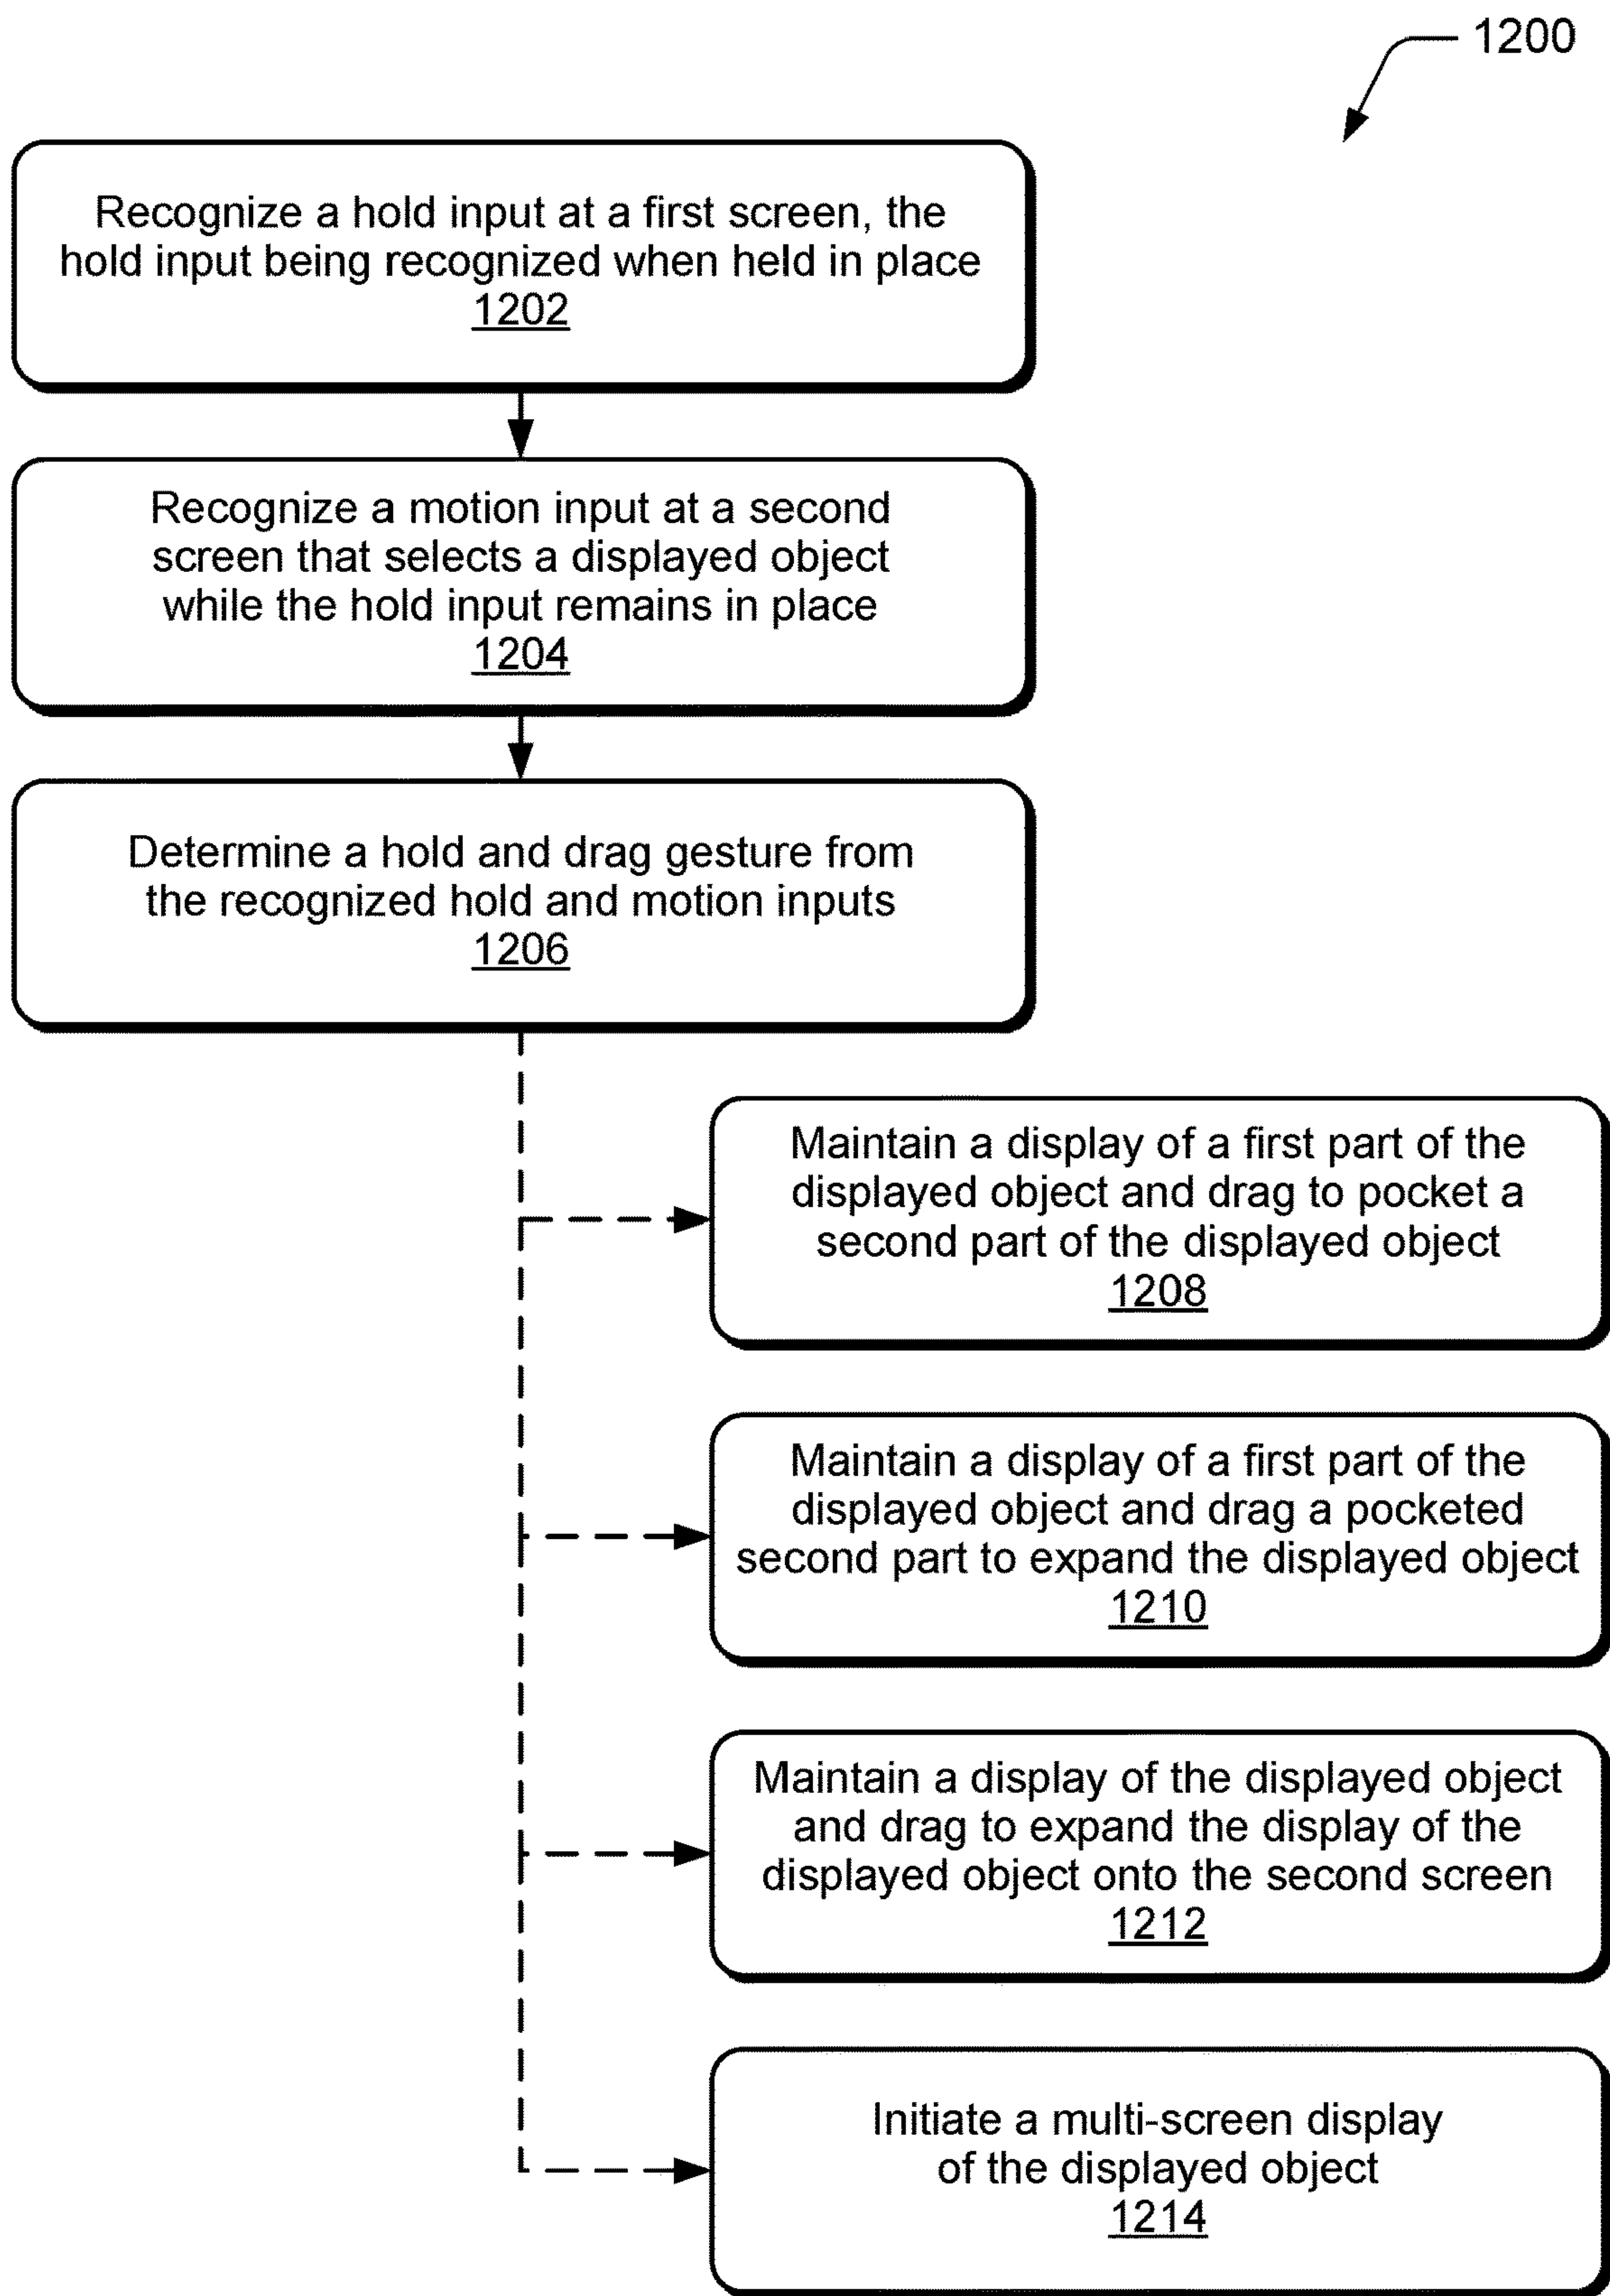 1200
Recognize a hold input at a first screen, the
hold input being recognized when held in place
1202
Recognize a motion input at a second
screen that selects a displayed object
while the hold input remains in place
1204
Determine a hold and drag gesture from
the recognized hold and motion inputs
1206
Maintain a display of a first part of the
displayed object and drag to pocket a
second part of the displayed object
1208
Maintain a display of a first part of the
displayed object and drag a pocketed
second part to expand the displayed object
1210
Maintain a display of the displayed object
and drag to expand the display of the
displayed object onto the second screen
1212
Initiate a multi-screen display
of the displayed object
1214